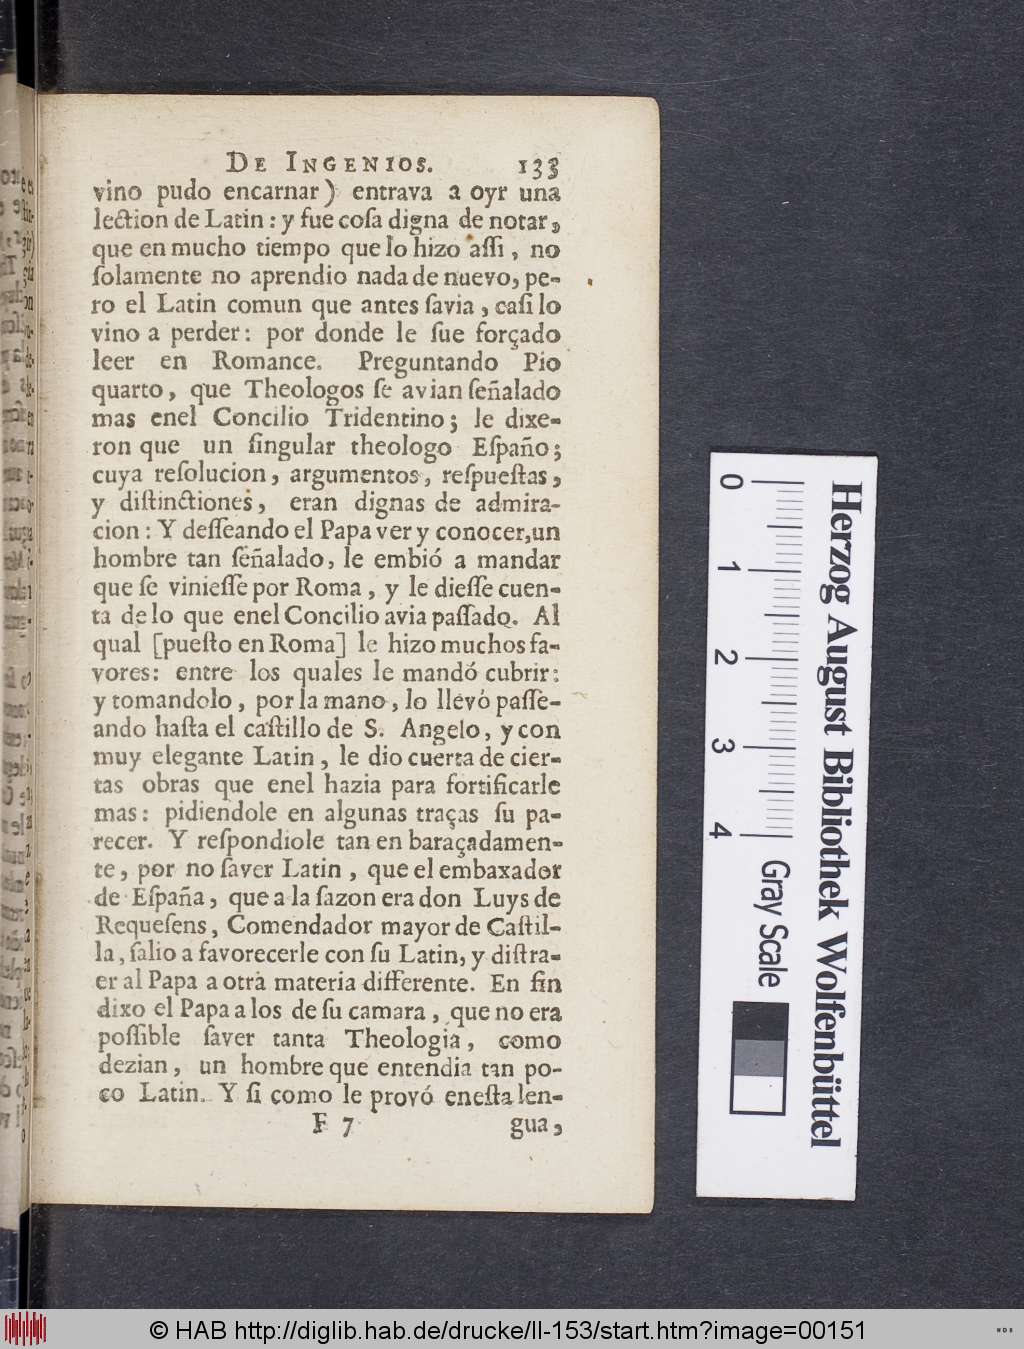 DE INGENIOS. 133
vino pudo encarnar) entrava a oyr una
lection de Latin: y fue coſa digna de notar,
que en mucho tiempo que lo hizo aſſi, no
ſolamente no aprendio nada de nuevo, pe-
ro el Latin comun que antes ſavia, caſi lo
vino a perder: por donde le fue forçado
leer en Romance. Preguntando Pio
quarto, que Theologos ſe avian ſeñalado
mas enel Concilio Tridentino; le dixe-
ron que un ſingular theologo Eſpaño;
cuya reſolucion, argumentos, reſpueſtas,
y diſtinctiones, eran dignas de admira-
cion: Y deſſeando el Papa ver y conocer, un
hombre tan ſeñalado, le embió a mandar
que ſe vinieſſe por Roma, y le dieſſe cuen-
ta de lo que enel Concilio avia paſſado. Al
qual [pueſto en Roma] le hizo muchos fa-
vores: entre los quales le mandó cubrir:
y tomandolo, por la mano, lo llevó paſſe-
ando haſta el caſtillo de S. Angelo, y con
muy elegante Latin, le dio cuerta de cier-
tas obras que enel hazia para fortificarle
mas: pidiendole en algunas traças ſu pa-
recer. Y reſpondiole tan en baraçadamen-
te, por no ſaver Latin, que el embaxador
de Eſpaña, que a la ſazon era don Luys de
Requeſens, Comendador mayor de Caſtil-
la, ſalio a favorecerle con ſu Latin, y diſtra-
er al Papa a otra materia differente. En fin
dixo el Papa a los de ſu camara, que no era
poſſible ſaver tanta Theologia, como
dezian, un hombre que entendia tan po-
co Latin. Y ſi como le provó eneſta len-
F 7 gua,
0 1 2 3 4
Gray Scale
Herzog August Bibliothek Wolfenbüttel
© HAB http://diglib.hab.de/drucke/ll-153/start.htm?image=00151